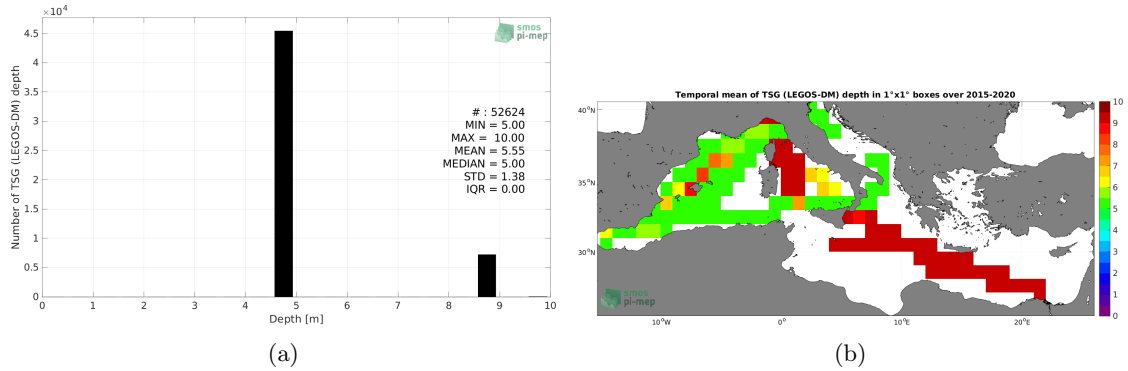 ×10⁴
4.5
4
3.5
3
2.5
2
1.5
1
0.5
0
Number of TSG (LEGOS-DM) depth
smos
pi-mep
# : 52624
MIN = 5.00
MAX = 10.00
MEAN = 5.55
MEDIAN = 5.00
STD = 1.38
IQR = 0.00
0 1 2 3 4 5 6 7 8 9 10
Depth [m]
(a)
Temporal mean of TSG (LEGOS-DM) depth in 1°x1° boxes over 2015-2020
40°N
35°N
30°N
10°W 0° 10°E 20°E
smos
pi-mep
10
9
8
7
6
5
4
3
2
1
0
(b)